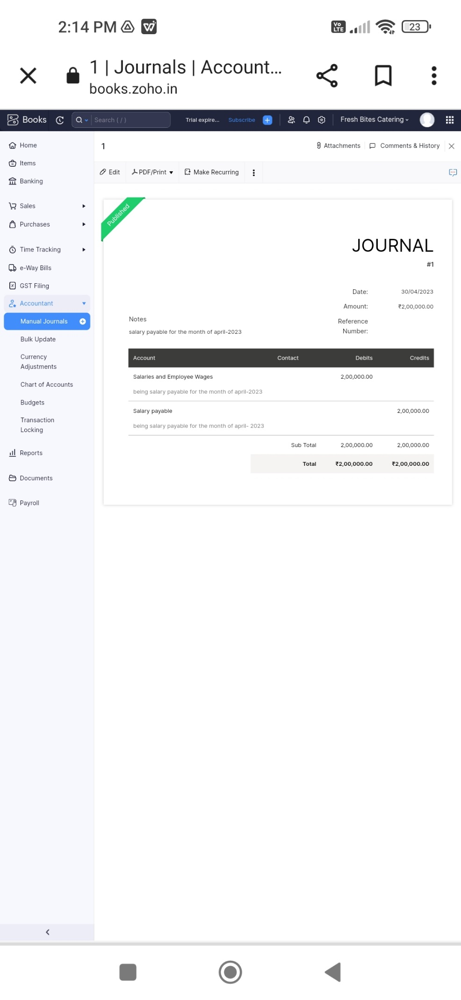 2:14 PM
Vo LTE
23
1 | Journals | Account...
books.zoho.in
Books
Search ( / )
Trial expire...
Subscribe
Fresh Bites Catering
Home
Items
Banking
Sales
Purchases
Time Tracking
e-Way Bills
GST Filing
Accountant
Manual Journals
Bulk Update
Currency
Adjustments
Chart of Accounts
Budgets
Transaction
Locking
Reports
Documents
Payroll
1
Attachments
Comments & History
Edit
PDF/Print
Make Recurring
Published
JOURNAL
#1
Date: 30/04/2023
Amount: ₹2,00,000.00
Reference
Number:
Notes
salary payable for the month of april-2023
Account Contact Debits Credits
Salaries and Employee Wages 2,00,000.00
being salary payable for the month of april-2023
Salary payable 2,00,000.00
being salary payable for the month of april- 2023
Sub Total 2,00,000.00 2,00,000.00
Total ₹2,00,000.00 ₹2,00,000.00